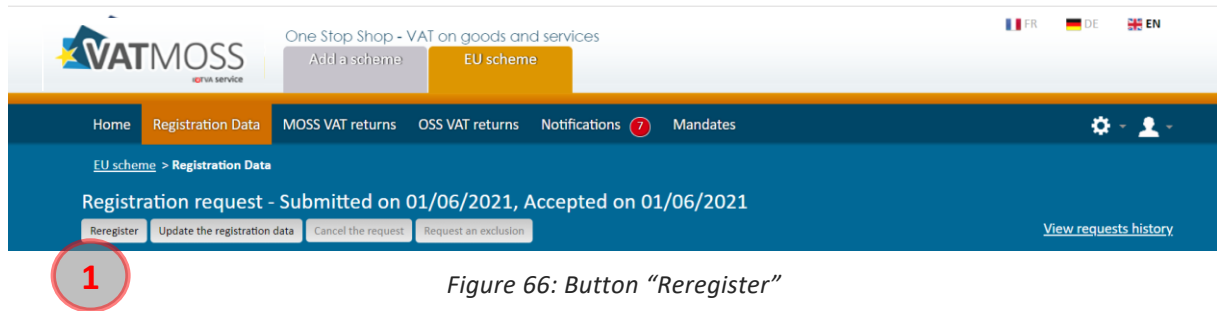 FR DE EN
VATMOSS
eTVA service
One Stop Shop - VAT on goods and services
Add a scheme EU scheme
Home Registration Data MOSS VAT returns OSS VAT returns Notifications 7 Mandates
EU scheme > Registration Data
Registration request - Submitted on 01/06/2021, Accepted on 01/06/2021
Reregister Update the registration data Cancel the request Request an exclusion View requests history
1
Figure 66: Button “Reregister”